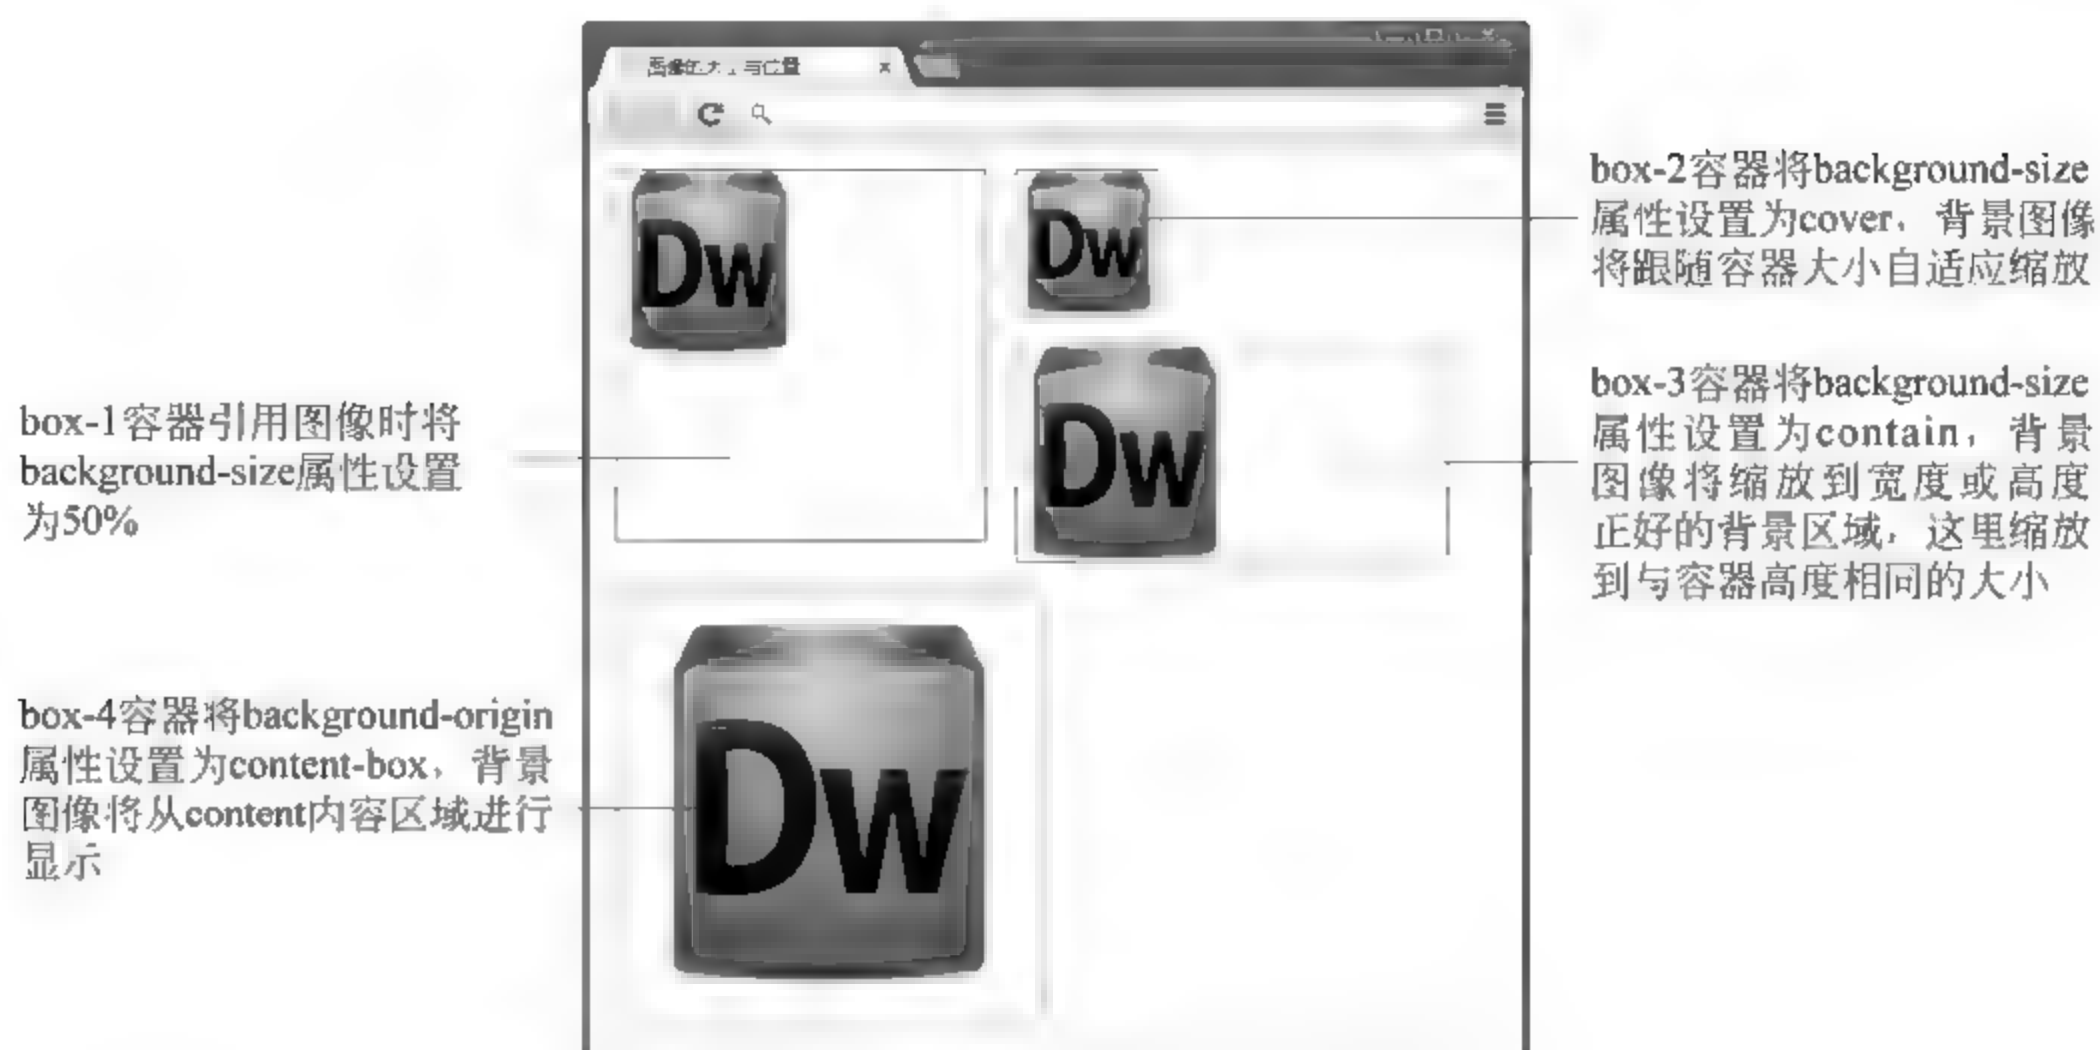 图像的大小与位置
Dw
Dw
Dw
Dw
box-1容器引用图像时将
background-size属性设置
为50%
box-4容器将background-origin
属性设置为content-box，背景
图像将从content内容区域进行
显示
box-2容器将background-size
属性设置为cover，背景图像
将跟随容器大小自适应缩放
box-3容器将background-size
属性设置为contain，背景
图像将缩放到宽度或高度
正好的背景区域，这里缩放
到与容器高度相同的大小